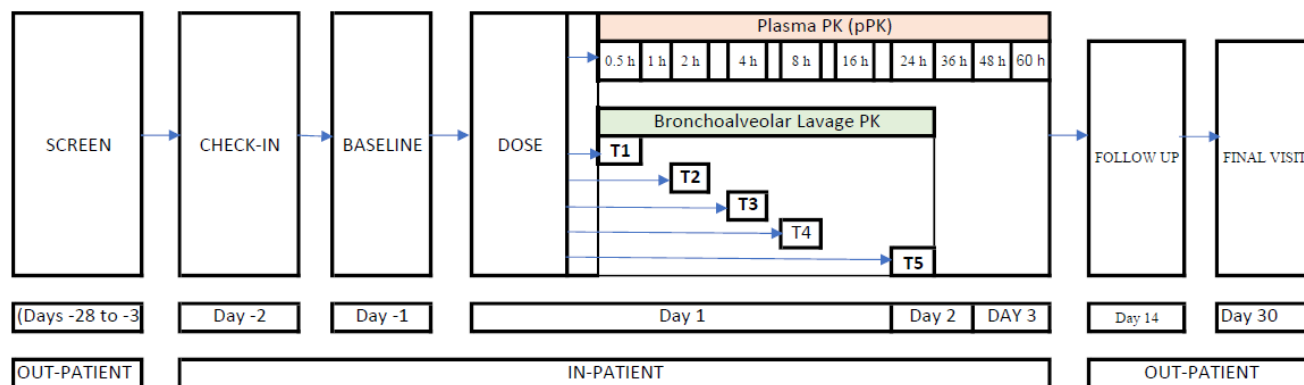 Plasma PK (pPK)
0.5 h 1 h 2 h 4 h 8 h 16 h 24 h 36 h 48 h 60 h
Bronchoalveolar Lavage PK
SCREEN CHECK-IN BASELINE DOSE
T1
FOLLOW UP FINAL VISIT
T2
T3
T4
T5
(Days -28 to -3 Day -2 Day -1 Day 1 Day 2 DAY 3 Day 14 Day 30
OUT-PATIENT IN-PATIENT OUT-PATIENT